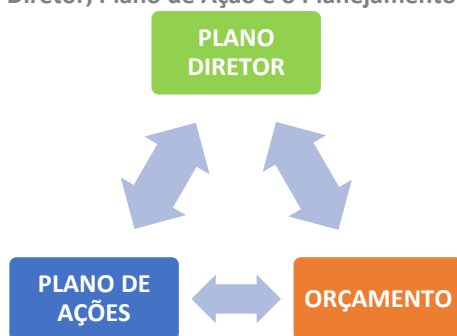 Diretor, Plano de Ação e o Planejamento
PLANO
DIRETOR
PLANO DE
AÇÕES
ORÇAMENTO